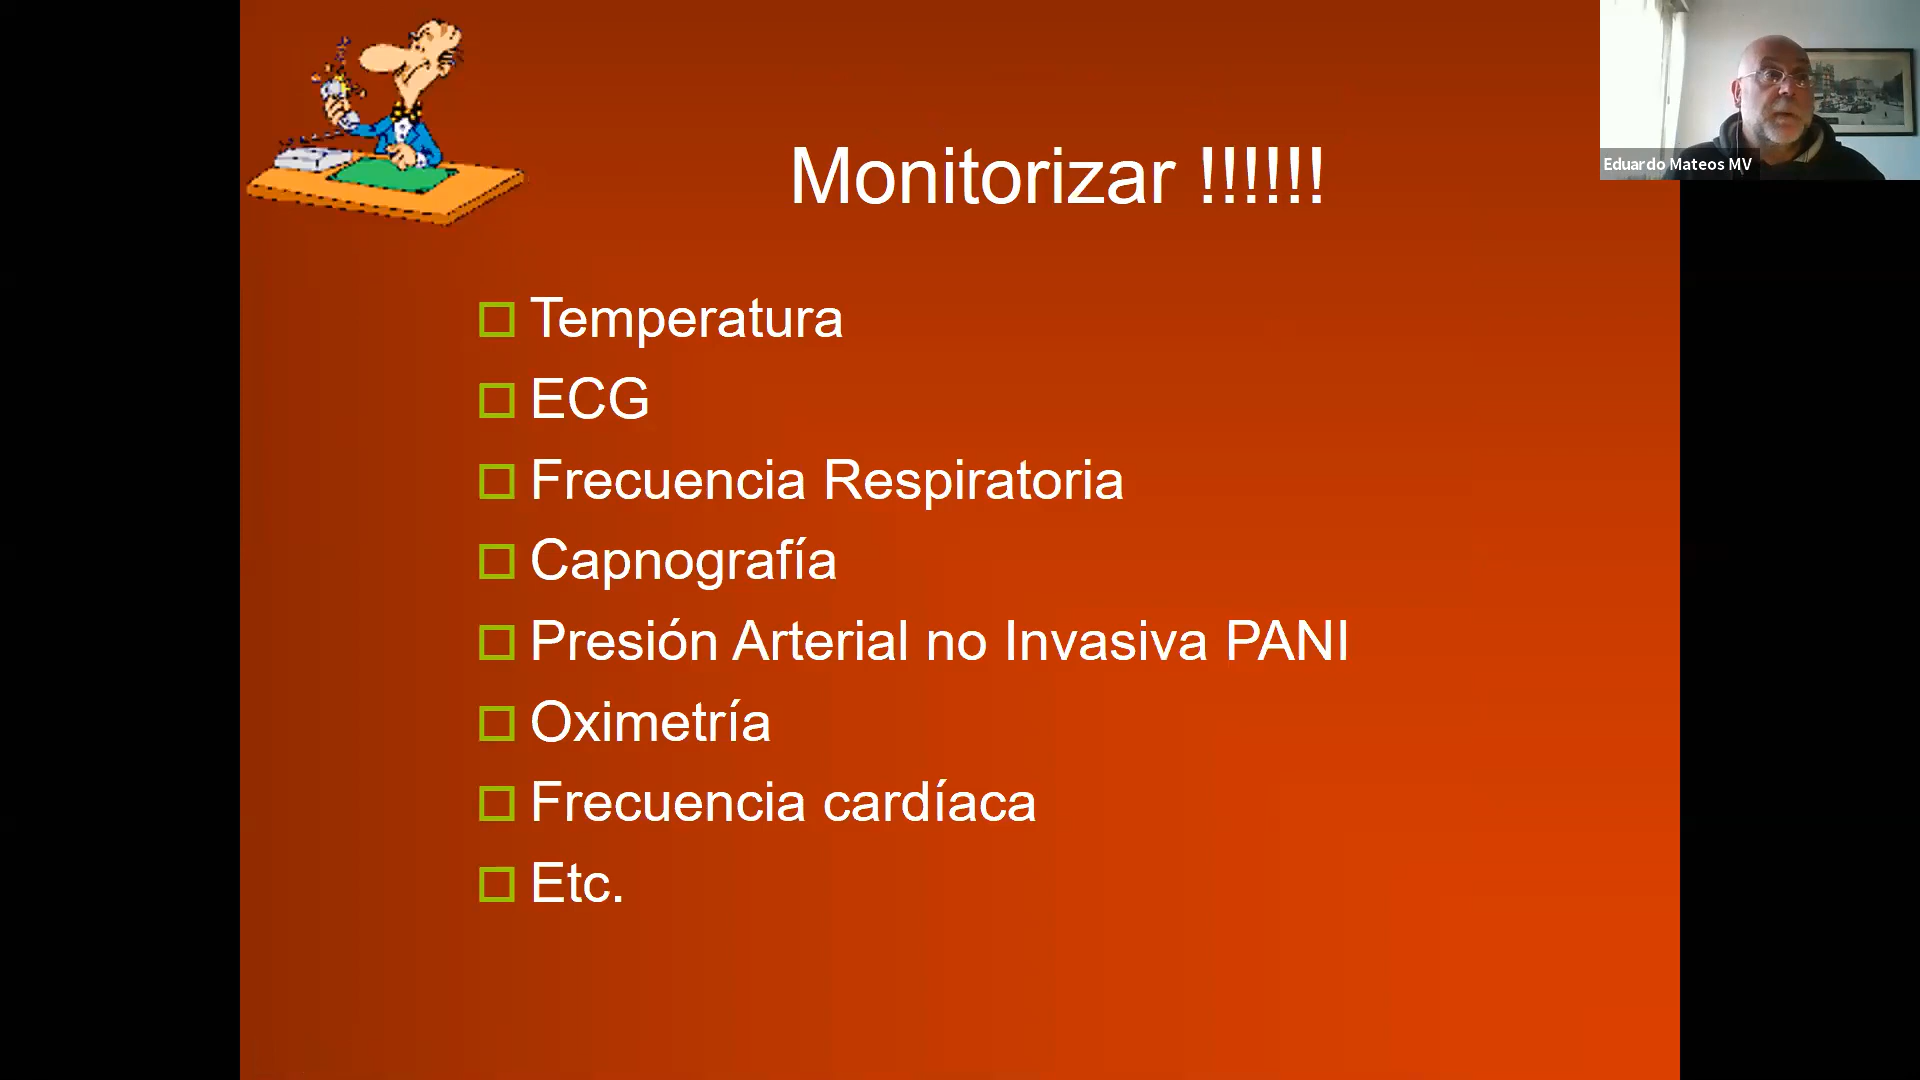 Monitorizar !!!!!!
Eduardo Mateos MV
Temperatura
ECG
Frecuencia Respiratoria
Capnografía
Presión Arterial no Invasiva PANI
Oximetría
Frecuencia cardíaca
Etc.